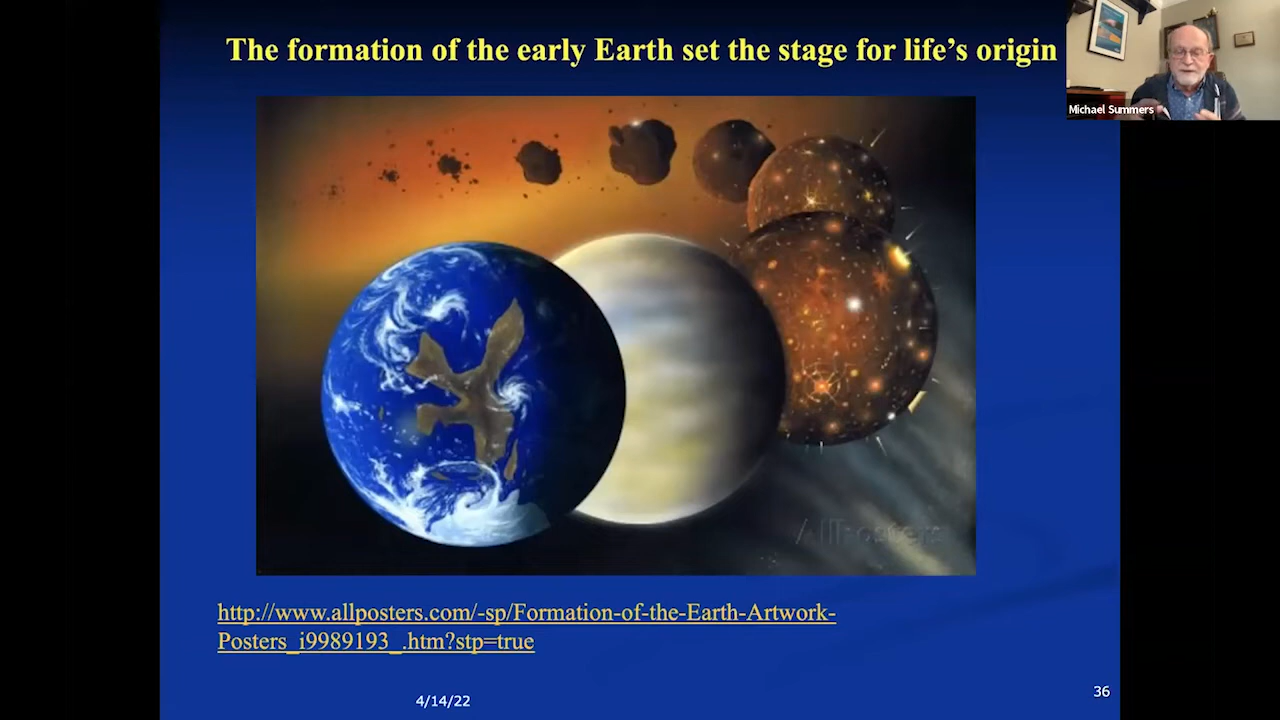 The formation of the early Earth set the stage for life’s origin
Michael Summers
AllPosters
http://www.allposters.com/-sp/Formation-of-the-Earth-Artwork-
Posters_i9989193_.htm?stp=true
4/14/22
36